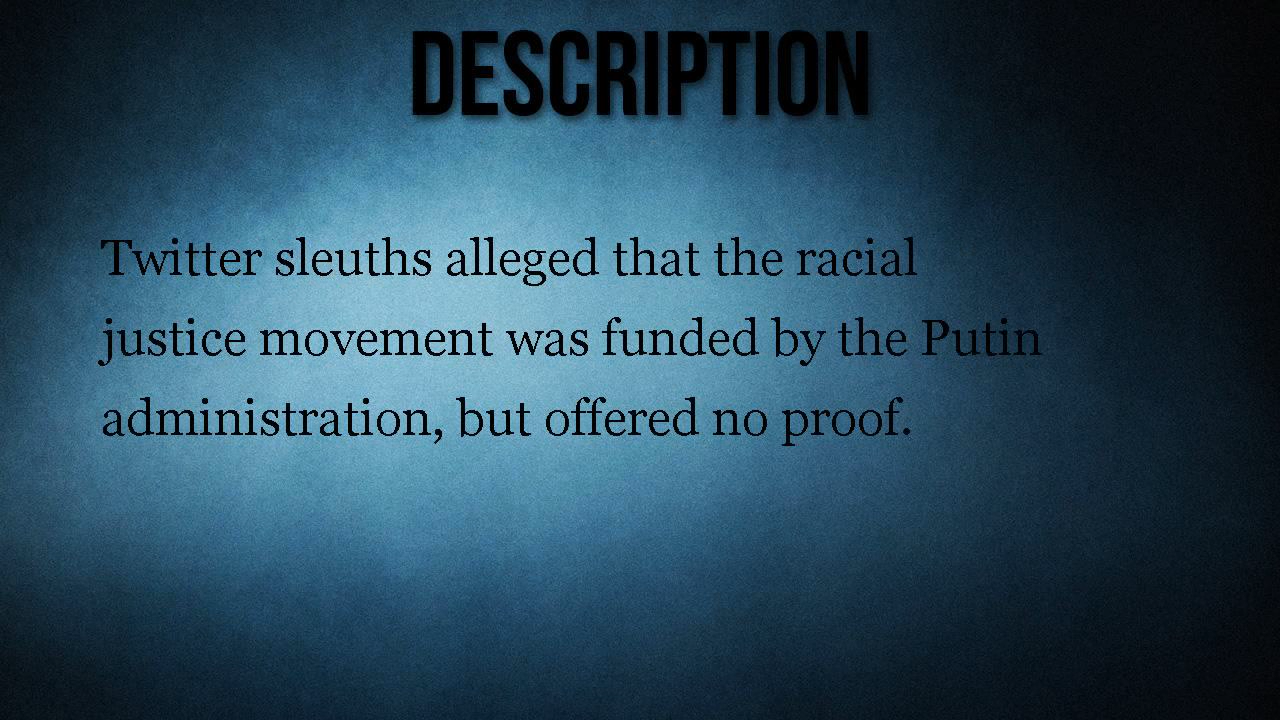 DESCRIPTION
Twitter sleuths alleged that the racial
justice movement was funded by the Putin
administration, but offered no proof.